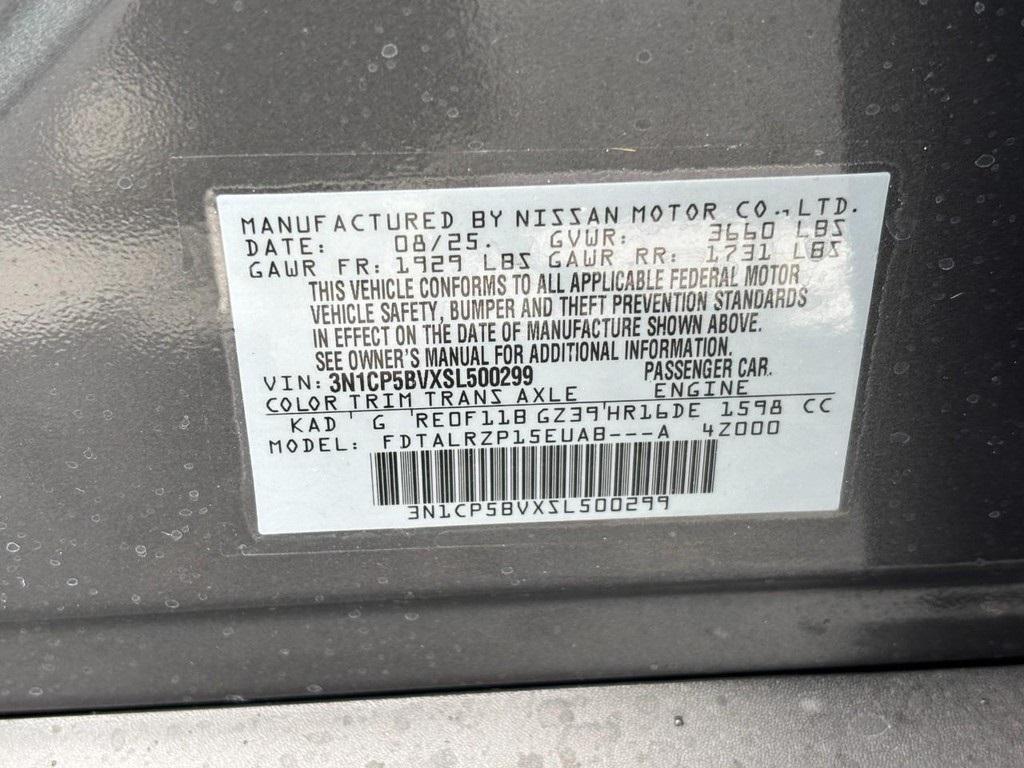 MANUFACTURED BY NISSAN MOTOR CO., LTD.
DATE: 08/25. GVWR: 3660 LBS
GAWR FR: 1929 LBS GAWR RR: 1731 LBS
THIS VEHICLE CONFORMS TO ALL APPLICABLE FEDERAL MOTOR
VEHICLE SAFETY, BUMPER AND THEFT PREVENTION STANDARDS
IN EFFECT ON THE DATE OF MANUFACTURE SHOWN ABOVE.
SEE OWNER'S MANUAL FOR ADDITIONAL INFORMATION.
VIN: 3N1CP5BVXSL500299 PASSENGER CAR.
COLOR TRIM TRANS AXLE ENGINE
KAD G RE0F11B GZ39 HR16DE 1598 CC
MODEL: FDTALRZP15EUAB---A 4Z000
3N1CP5BVXSL500299